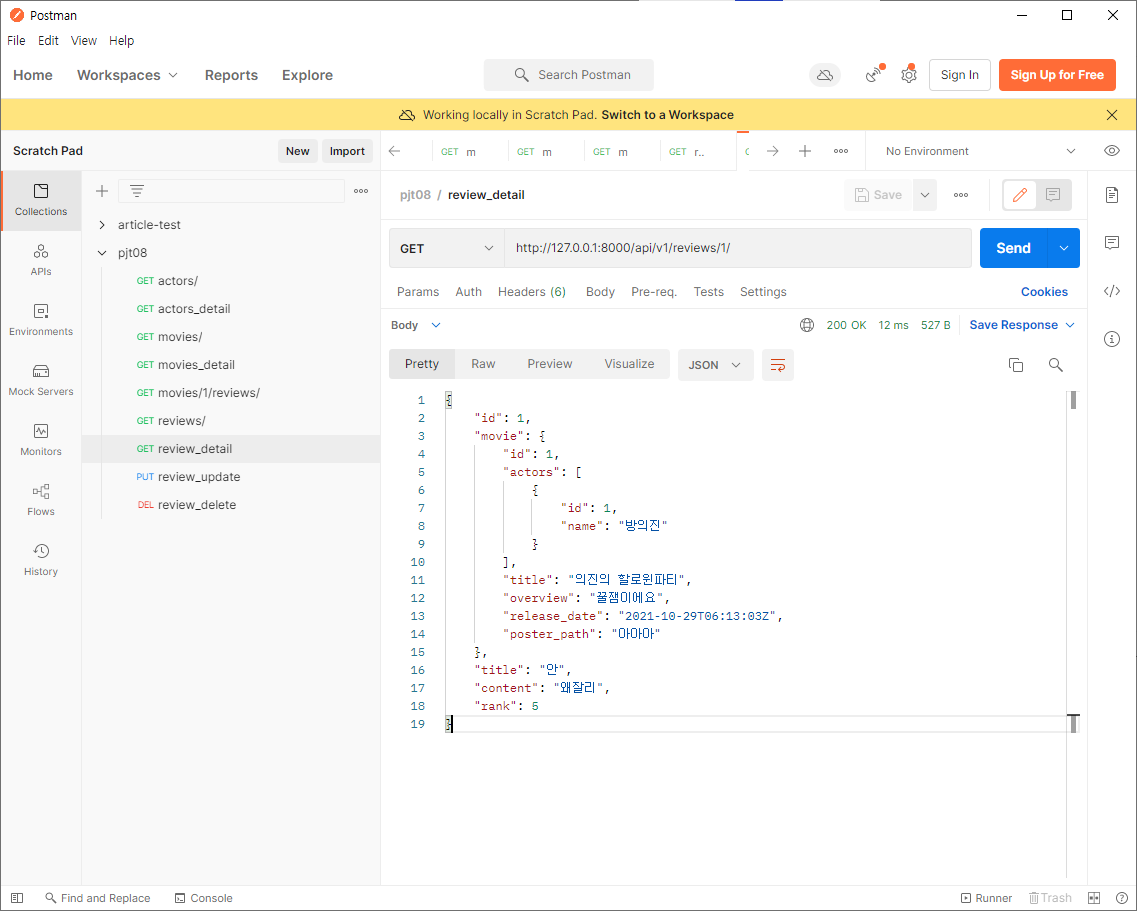 Postman
File Edit View Help
Home Workspaces Reports Explore Search Postman Sign In Sign Up for Free
Working locally in Scratch Pad. Switch to a Workspace
Scratch Pad New Import
GET m GET m GET m GET r.. No Environment
Collections
APIs
Environments
Mock Servers
Monitors
Flows
History
article-test
pjt08
GET actors/
GET actors_detail
GET movies/
GET movies_detail
GET movies/1/reviews/
GET reviews/
GET review_detail
PUT review_update
DEL review_delete
pjt08 / review_detail Save
GET http://127.0.0.1:8000/api/v1/reviews/1/ Send
Params Auth Headers (6) Body Pre-req. Tests Settings Cookies
Body 200 OK 12 ms 527 B Save Response
Pretty Raw Preview Visualize JSON
1 {
2 "id": 1,
3 "movie": {
4 "id": 1,
5 "actors": [
6 {
7 "id": 1,
8 "name": "방의진"
9 }
10 ],
11 "title": "의진의 할로윈파티",
12 "overview": "꿀잼이에요",
13 "release_date": "2021-10-29T06:13:03Z",
14 "poster_path": "아아아"
15 },
16 "title": "안",
17 "content": "왜잘리",
18 "rank": 5
19 }
Find and Replace Console Runner Trash